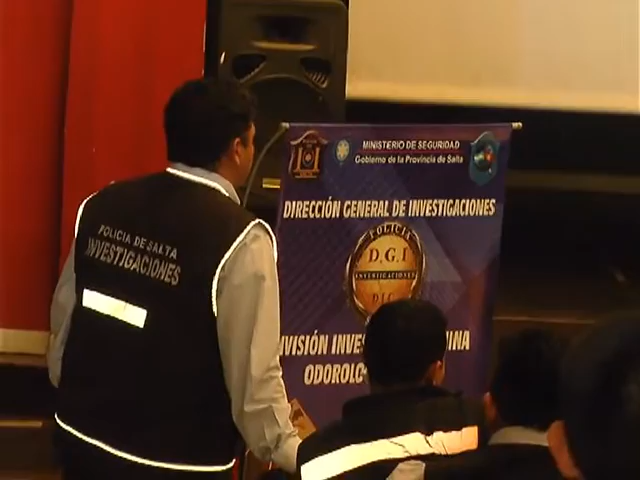 MINISTERIO DE SEGURIDAD
Gobierno de la Provincia de Salta
DIRECCIÓN GENERAL DE INVESTIGACIONES
POLICIA
D.G.I
INVESTIGACIONES
POLICIA DE SALTA
INVESTIGACIONES